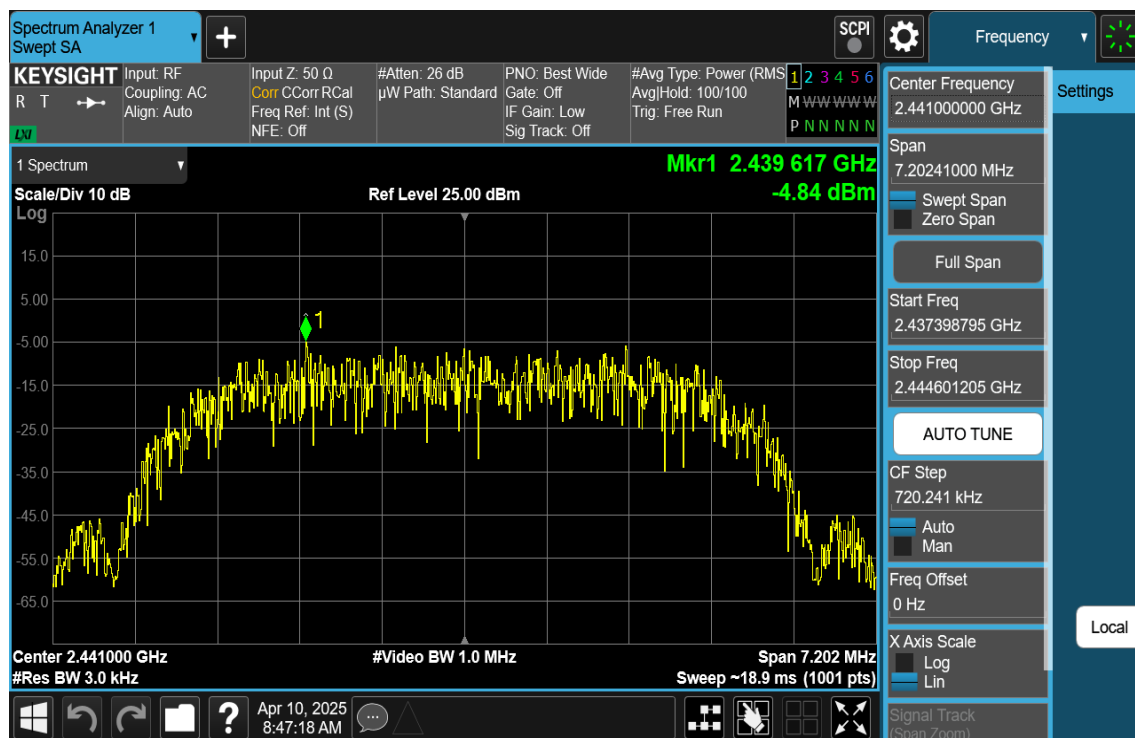 Spectrum Analyzer 1
Swept SA
SCPI
Frequency
KEYSIGHT
R T
LXI
Input: RF
Coupling: AC
Align: Auto
Input Z: 50 Ω
Corr CCorr RCal
Freq Ref: Int (S)
NFE: Off
#Atten: 26 dB
µW Path: Standard
PNO: Best Wide
Gate: Off
IF Gain: Low
Sig Track: Off
#Avg Type: Power (RMS
Avg|Hold: 100/100
Trig: Free Run
1 2 3 4 5 6
M W W W W W
P N N N N N
1 Spectrum
Mkr1 2.439 617 GHz
-4.84 dBm
Scale/Div 10 dB
Ref Level 25.00 dBm
Log
15.0
5.00
-5.00
-15.0
-25.0
-35.0
-45.0
-55.0
-65.0
1
Center 2.441000 GHz
#Video BW 1.0 MHz
Span 7.202 MHz
#Res BW 3.0 kHz
Sweep ~18.9 ms (1001 pts)
?
Apr 10, 2025
8:47:18 AM
Center Frequency
2.441000000 GHz
Span
7.20241000 MHz
Swept Span
Zero Span
Full Span
Start Freq
2.437398795 GHz
Stop Freq
2.444601205 GHz
AUTO TUNE
CF Step
720.241 kHz
Auto
Man
Freq Offset
0 Hz
X Axis Scale
Log
Lin
Signal Track
(Span Zoom)
Settings
Local